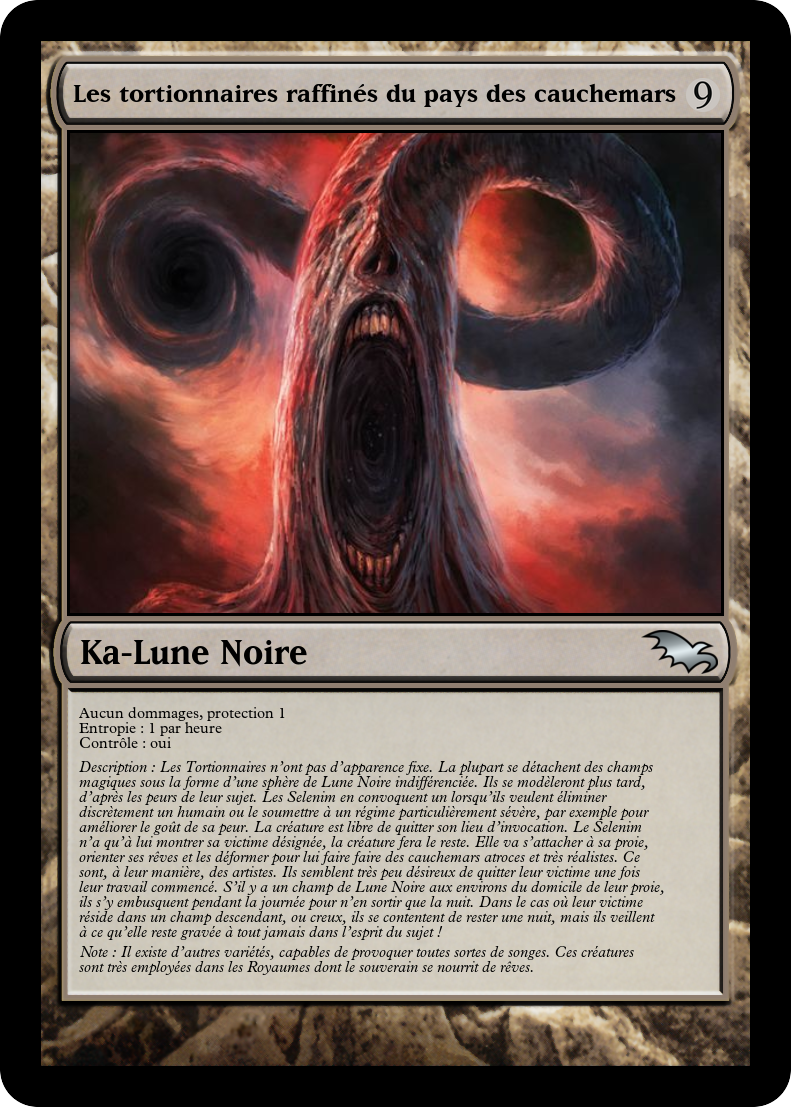 Les tortionnaires raffinés du pays des cauchemars 9
Ka-Lune Noire
Aucun dommages, protection 1
Entropie : 1 par heure
Contrôle : oui
Description : Les Tortionnaires n'ont pas d'apparence fixe. La plupart se détachent des champs
magiques sous la forme d'une sphère de Lune Noire indifférenciée. Ils se modèleront plus tard,
d'après les peurs de leur sujet. Les Selenim en convoquent un lorsqu'ils veulent éliminer
discrètement un humain ou le soumettre à un régime particulièrement sévère, par exemple pour
améliorer le goût de sa peur. La créature est libre de quitter son lieu d'invocation. Le Selenim
n'a qu'à lui montrer sa victime désignée, la créature fera le reste. Elle va s'attacher à sa proie,
orienter ses rêves et les déformer pour lui faire faire des cauchemars atroces et très réalistes. Ce
sont, à leur manière, des artistes. Ils semblent très peu désireux de quitter leur victime une fois
leur travail commencé. S'il y a un champ de Lune Noire aux environs du domicile de leur proie,
ils s'y embusquent pendant la journée pour n'en sortir que la nuit. Dans le cas où leur victime
réside dans un champ descendant, ou creux, ils se contentent de rester une nuit, mais ils veillent
à ce qu'elle reste gravée à tout jamais dans l'esprit du sujet !
Note : Il existe d'autres variétés, capables de provoquer toutes sortes de songes. Ces créatures
sont très employées dans les Royaumes dont le souverain se nourrit de rêves.